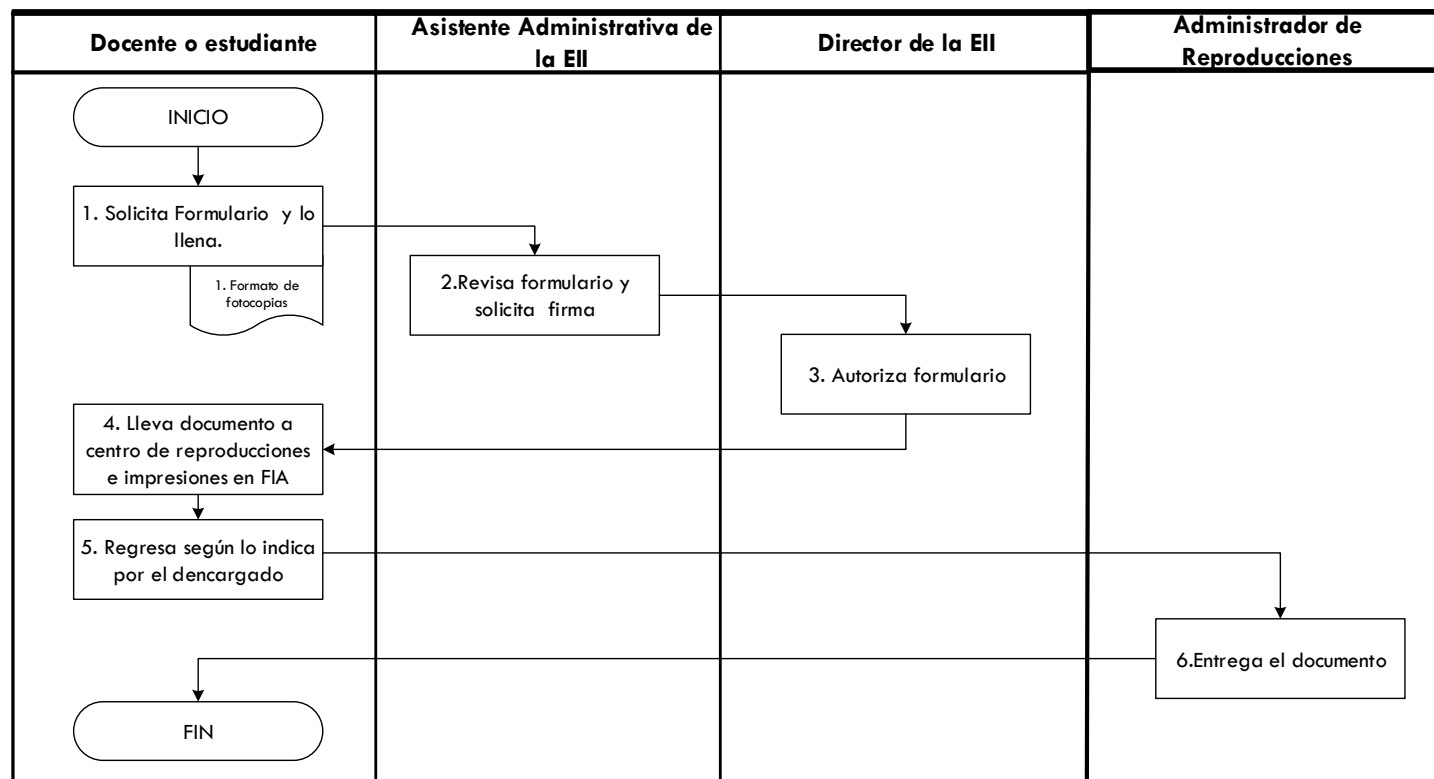 Docente o estudiante
Asistente Administrativa de
la EII
Director de la EII
Administrador de
Reproducciones
INICIO
1. Solicita Formulario y lo
llena.
1. Formato de
fotocopias
2.Revisa formulario y
solicita firma
3. Autoriza formulario
4. Lleva documento a
centro de reproducciones
e impresiones en FIA
5. Regresa según lo indica
por el dencargado
6.Entrega el documento
FIN